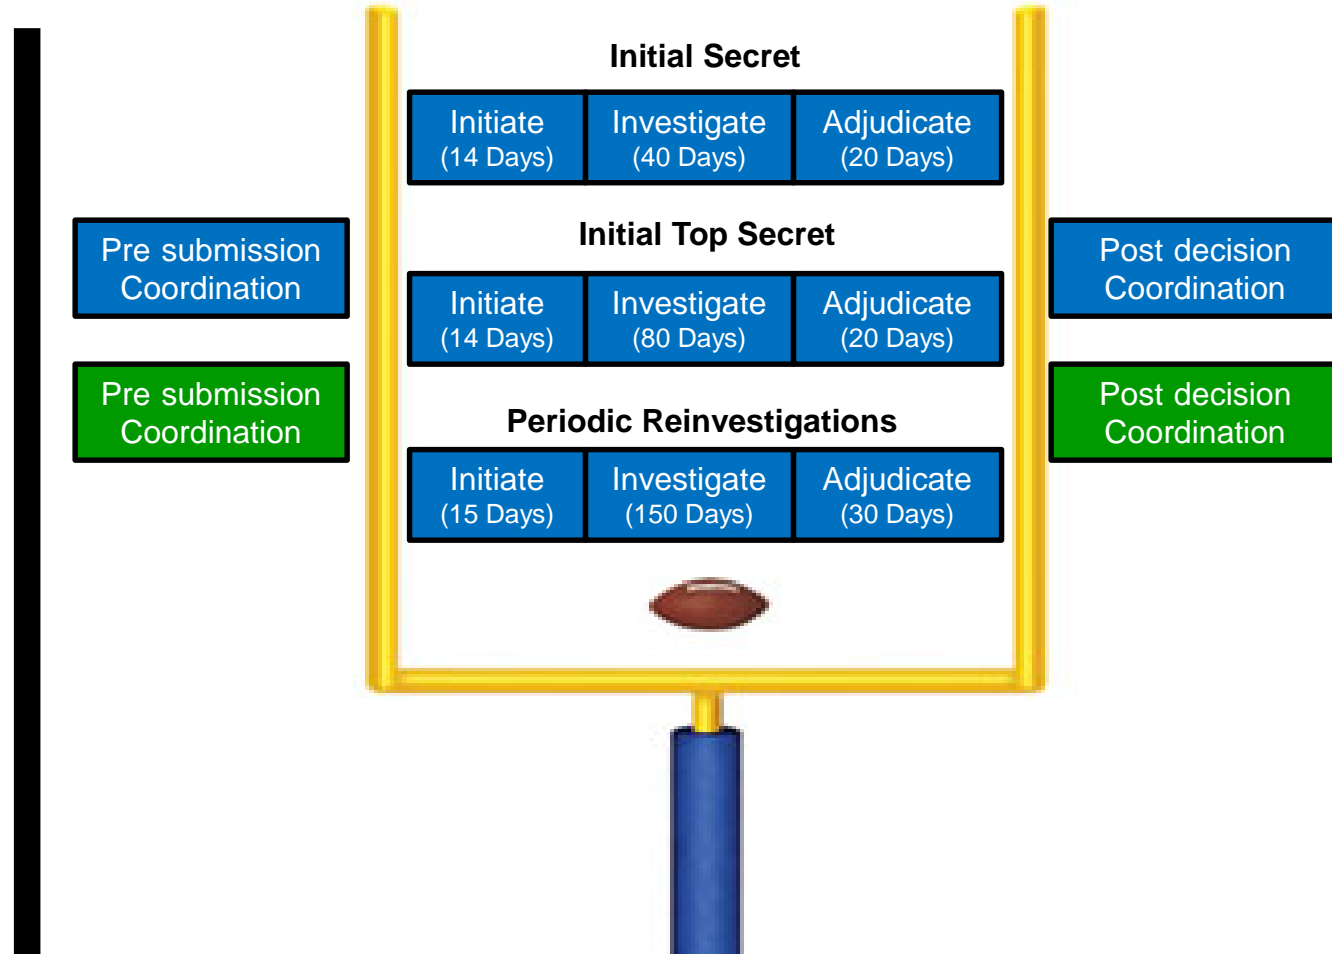 Initial Secret
Initiate
(14 Days)
Investigate
(40 Days)
Adjudicate
(20 Days)
Pre submission
Coordination
Initial Top Secret
Post decision
Coordination
Initiate
(14 Days)
Investigate
(80 Days)
Adjudicate
(20 Days)
Pre submission
Coordination
Periodic Reinvestigations
Post decision
Coordination
Initiate
(15 Days)
Investigate
(150 Days)
Adjudicate
(30 Days)